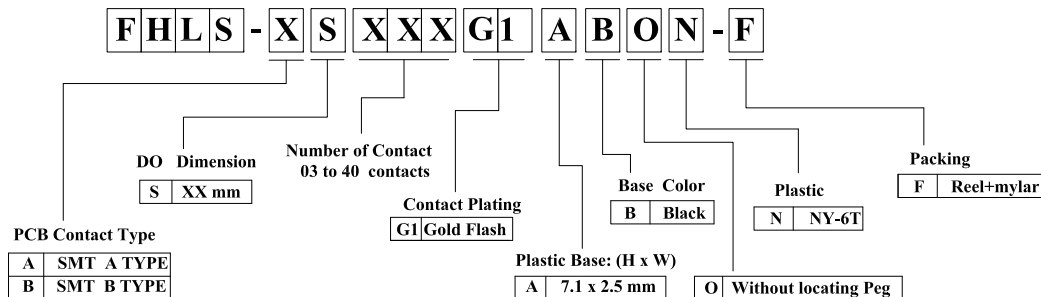 FHLS-XSXXXG1ABON-F
DO Dimension
S XX mm
Number of Contact
03 to 40 contacts
Contact Plating
G1 Gold Flash
Base Color
B Black
Plastic
N NY-6T
Packing
F Reel+mylar
PCB Contact Type
A SMT A TYPE
B SMT B TYPE
Plastic Base: (H x W)
A 7.1 x 2.5 mm
O Without locating Peg